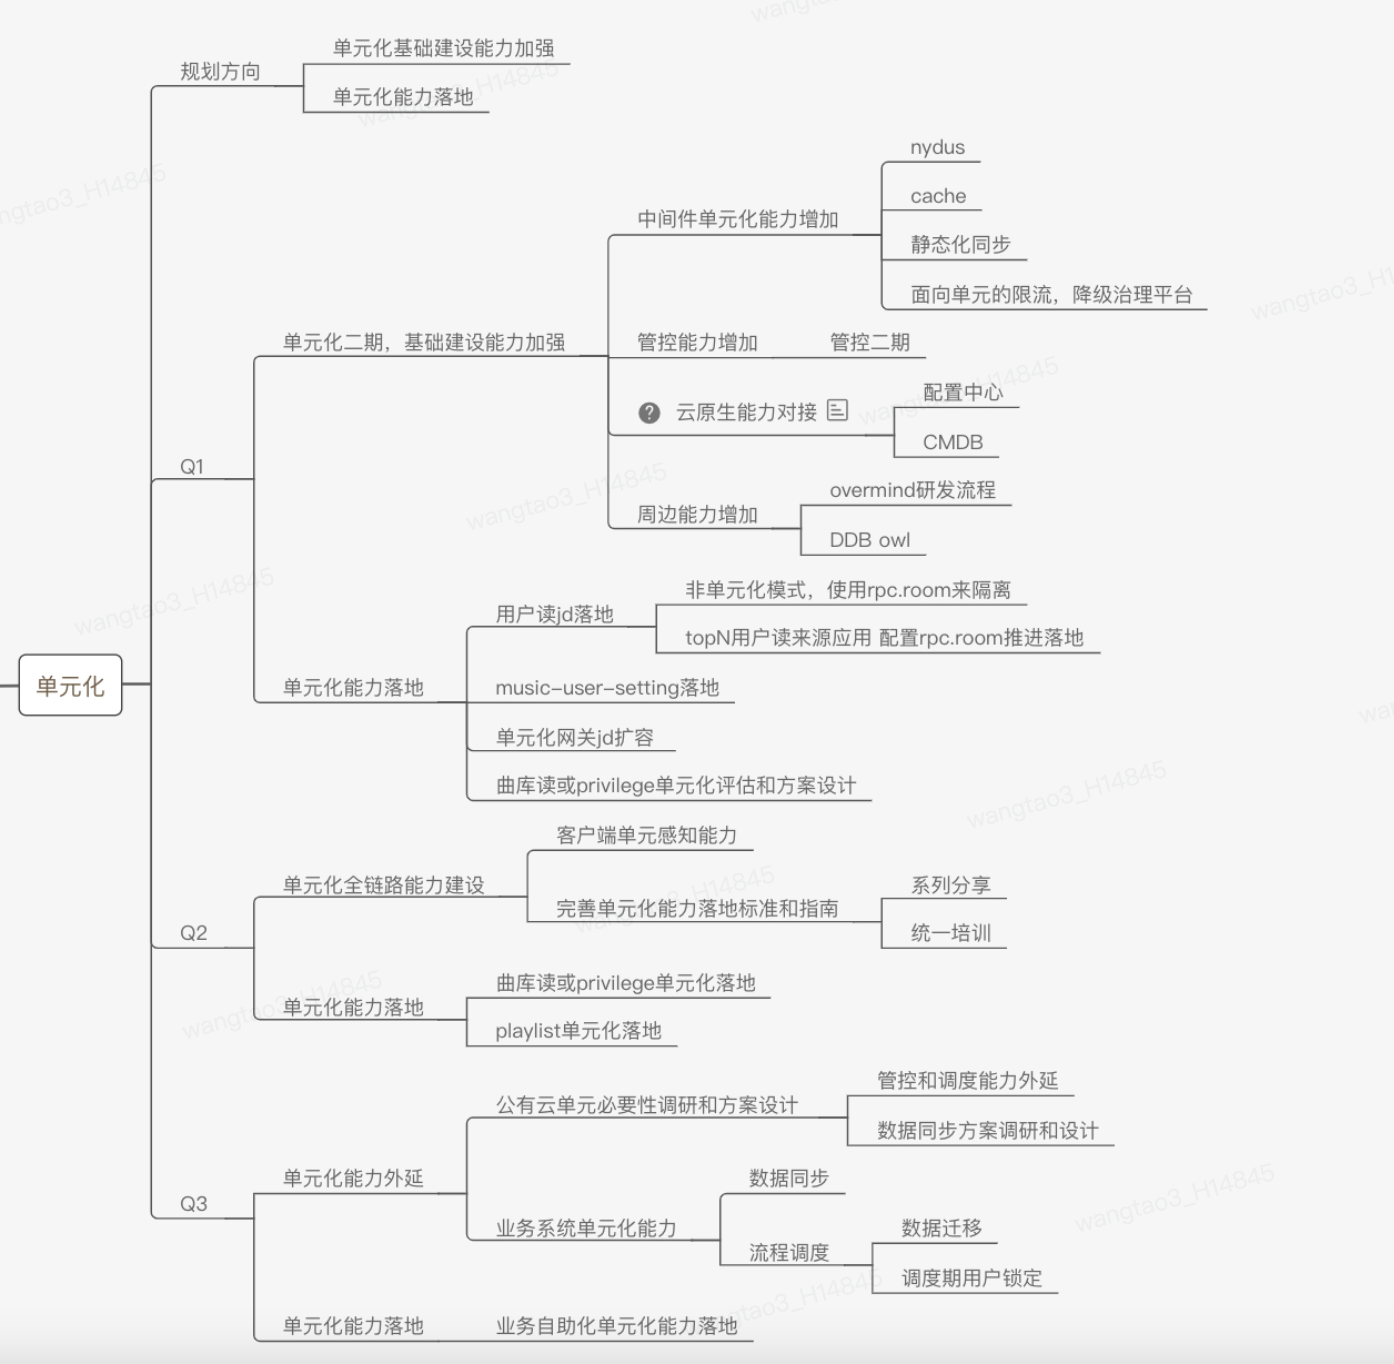 单元化
规划方向
单元化基础建设能力加强
单元化能力落地
Q1
单元化二期，基础建设能力加强
中间件单元化能力增加
nydus
cache
静态化同步
面向单元的限流，降级治理平台
管控能力增加
管控二期
云原生能力对接
配置中心
CMDB
周边能力增加
overmind研发流程
DDB owl
单元化能力落地
用户读jd落地
非单元化模式，使用rpc.room来隔离
topN用户读来源应用 配置rpc.room推进落地
music-user-setting落地
单元化网关jd扩容
曲库读或privilege单元化评估和方案设计
Q2
单元化全链路能力建设
客户端单元感知能力
完善单元化能力落地标准和指南
系列分享
统一培训
单元化能力落地
曲库读或privilege单元化落地
playlist单元化落地
Q3
单元化能力外延
公有云单元必要性调研和方案设计
管控和调度能力外延
数据同步方案调研和设计
业务系统单元化能力
数据同步
流程调度
数据迁移
调度期用户锁定
单元化能力落地
业务自助化单元化能力落地
wangtao3_H14845